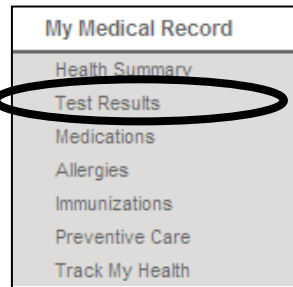 My Medical Record
Health Summary
Test Results
Medications
Allergies
Immunizations
Preventive Care
Track My Health